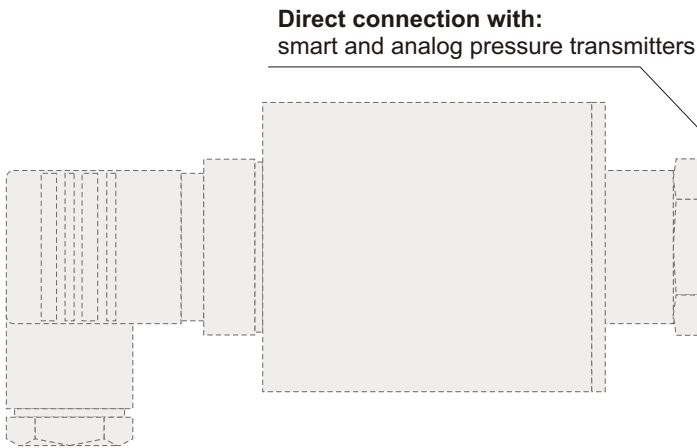 Direct connection with:
smart and analog pressure transmitters